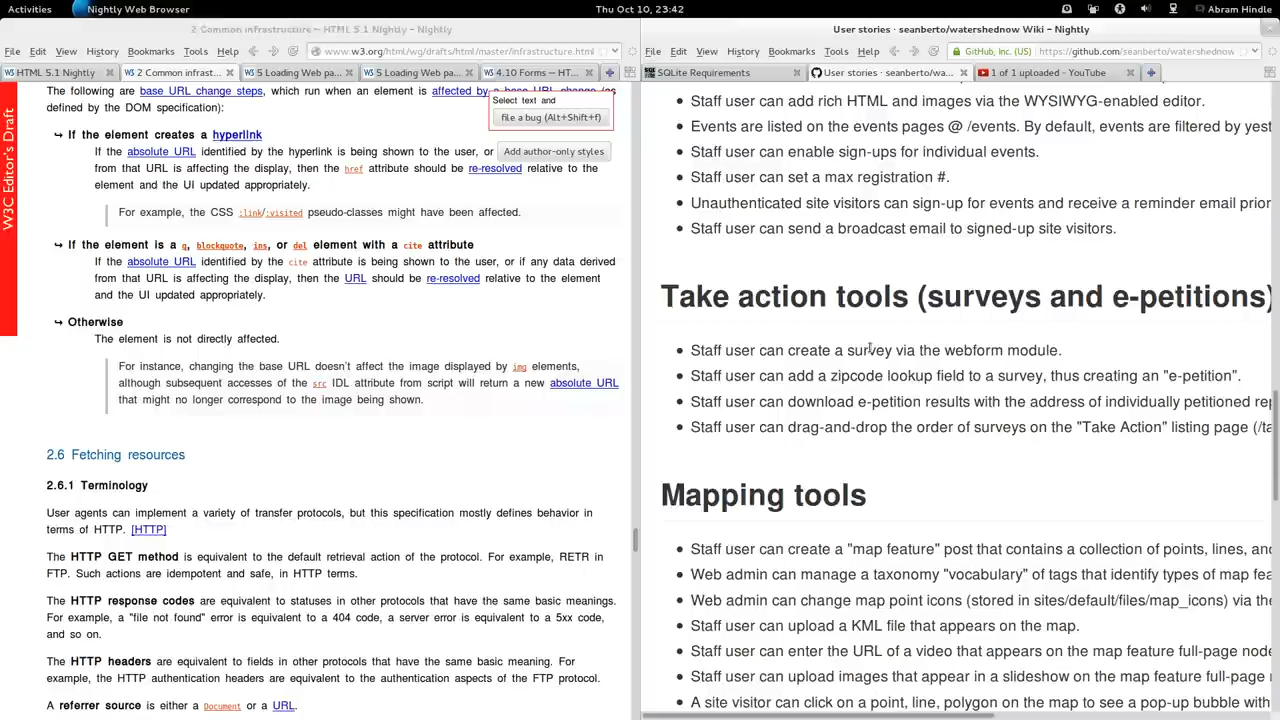 Activities Nightly Web Browser Thu Oct 10, 23:42 Abram Hindle
2 Common infrastructure — HTML 5.1 Nightly - Nightly
File Edit View History Bookmarks Tools Help www.w3.org/html/wg/drafts/html/master/infrastructure.html
HTML 5.1 Nightly 2 Common infrast... 5 Loading Web pa... 5 Loading Web pa... 4.10 Forms — HT...
W3C Editor's Draft
The following are base URL change steps, which run when an element is affected by a base URL change (as
defined by the DOM specification):
Select text and
file a bug (Alt+Shift+f)
Add author-only styles
↪ If the element creates a hyperlink
If the absolute URL identified by the hyperlink is being shown to the user, or
from that URL is affecting the display, then the href attribute should be re-resolved relative to the
element and the UI updated appropriately.
For example, the CSS :link/:visited pseudo-classes might have been affected.
↪ If the element is a q, blockquote, ins, or del element with a cite attribute
If the absolute URL identified by the cite attribute is being shown to the user, or if any data derived
from that URL is affecting the display, then the URL should be re-resolved relative to the element
and the UI updated appropriately.
↪ Otherwise
The element is not directly affected.
For instance, changing the base URL doesn't affect the image displayed by img elements,
although subsequent accesses of the src IDL attribute from script will return a new absolute URL
that might no longer correspond to the image being shown.
2.6 Fetching resources
2.6.1 Terminology
User agents can implement a variety of transfer protocols, but this specification mostly defines behavior in
terms of HTTP. [HTTP]
The HTTP GET method is equivalent to the default retrieval action of the protocol. For example, RETR in
FTP. Such actions are idempotent and safe, in HTTP terms.
The HTTP response codes are equivalent to statuses in other protocols that have the same basic meanings.
For example, a "file not found" error is equivalent to a 404 code, a server error is equivalent to a 5xx code,
and so on.
The HTTP headers are equivalent to fields in other protocols that have the same basic meaning. For
example, the HTTP authentication headers are equivalent to the authentication aspects of the FTP protocol.
A referrer source is either a Document or a URL.
User stories · seanberto/watershednow Wiki - Nightly
File Edit View History Bookmarks Tools Help GitHub, Inc. (US) https://github.com/seanberto/watershednow
SQLite Requirements User stories · seanberto/wa... 1 of 1 uploaded - YouTube
• Staff user can add rich HTML and images via the WYSIWYG-enabled editor.
• Events are listed on the events pages @ /events. By default, events are filtered by yest
• Staff user can enable sign-ups for individual events.
• Staff user can set a max registration #.
• Unauthenticated site visitors can sign-up for events and receive a reminder email prior
• Staff user can send a broadcast email to signed-up site visitors.
Take action tools (surveys and e-petitions)
• Staff user can create a survey via the webform module.
• Staff user can add a zipcode lookup field to a survey, thus creating an "e-petition".
• Staff user can download e-petition results with the address of individually petitioned rep
• Staff user can drag-and-drop the order of surveys on the "Take Action" listing page (/ta
Mapping tools
• Staff user can create a "map feature" post that contains a collection of points, lines, and
• Web admin can manage a taxonomy "vocabulary" of tags that identify types of map fea
• Web admin can change map point icons (stored in sites/default/files/map_icons) via the
• Staff user can upload a KML file that appears on the map.
• Staff user can enter the URL of a video that appears on the map feature full-page node
• Staff user can upload images that appear in a slideshow on the map feature full-page
• A site visitor can click on a point, line, polygon on the map to see a pop-up bubble with